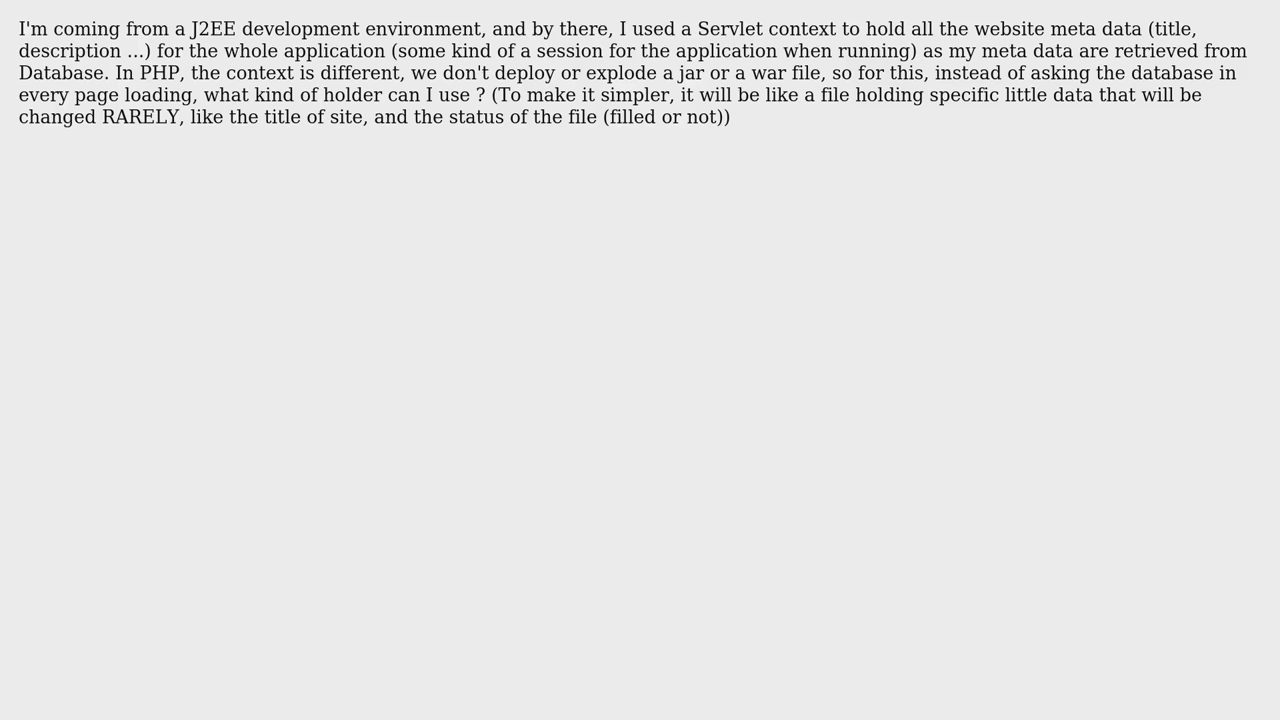 I'm coming from a J2EE development environment, and by there, I used a Servlet context to hold all the website meta data (title,
description ...) for the whole application (some kind of a session for the application when running) as my meta data are retrieved from
Database. In PHP, the context is different, we don't deploy or explode a jar or a war file, so for this, instead of asking the database in
every page loading, what kind of holder can I use ? (To make it simpler, it will be like a file holding specific little data that will be
changed RARELY, like the title of site, and the status of the file (filled or not))